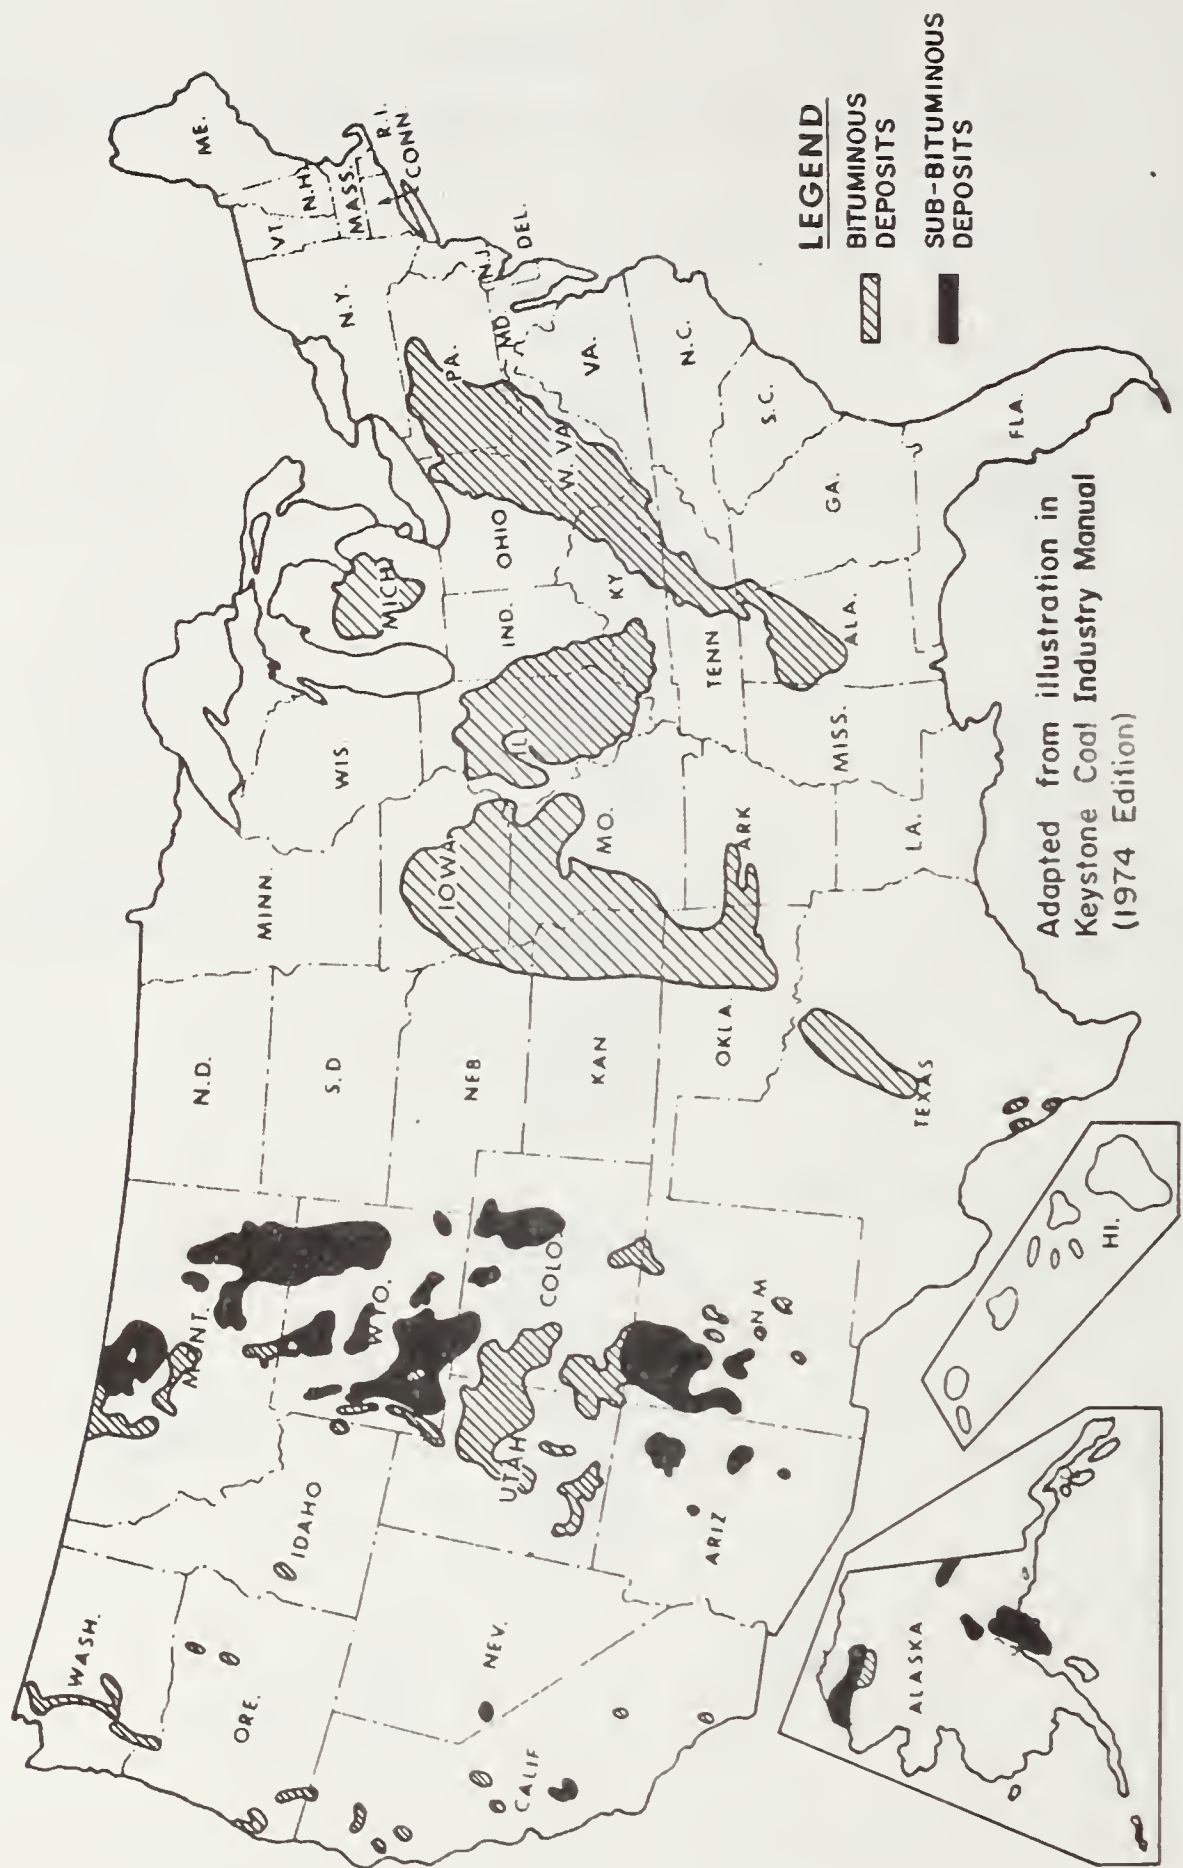 WASH.
ORE.
CALIF
NEV.
IDAHO
UTAH
ARIZ
MONT.
WYO.
COLO.
N M
N.D.
S.D
NEB
KAN
OKLA.
TEXAS
MINN.
IOWA
MO.
ARK
LA.
WIS.
ILL
MICH
IND.
OHIO
KY
TENN
MISS.
ALA.
GA.
FLA.
S.C.
N.C.
VA.
W. VA.
MD.
DEL.
PA.
N.J.
N.Y.
VT.
N.H.
ME.
MASS.
R.I.
CONN.
ALASKA
HI.
LEGEND
BITUMINOUS
DEPOSITS
SUB-BITUMINOUS
DEPOSITS
Adapted from illustration in
Keystone Coal Industry Manual
(1974 Edition)